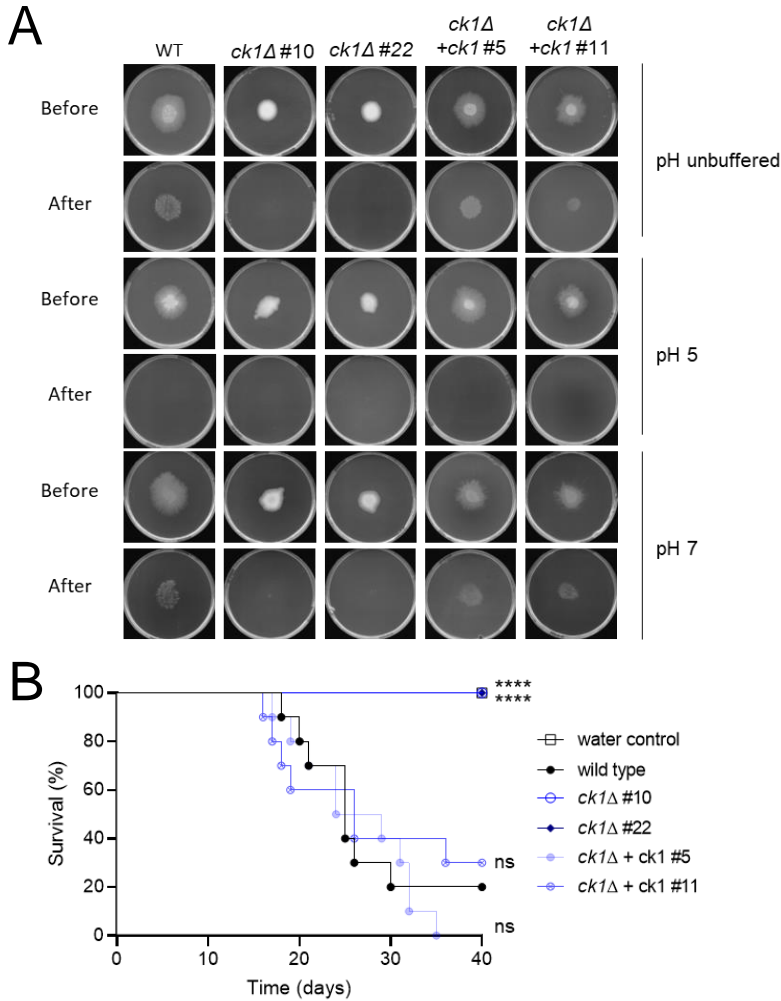 A
WT
ck1Δ #10
ck1Δ #22
ck1Δ
+ck1 #5
ck1Δ
+ck1 #11
Before
After
pH unbuffered
Before
After
pH 5
Before
After
pH 7
B
100
80
60
40
20
0
Survival (%)
0
10
20
30
40
Time (days)
****
****
ns
ns
water control
wild type
ck1Δ #10
ck1Δ #22
ck1Δ + ck1 #5
ck1Δ + ck1 #11